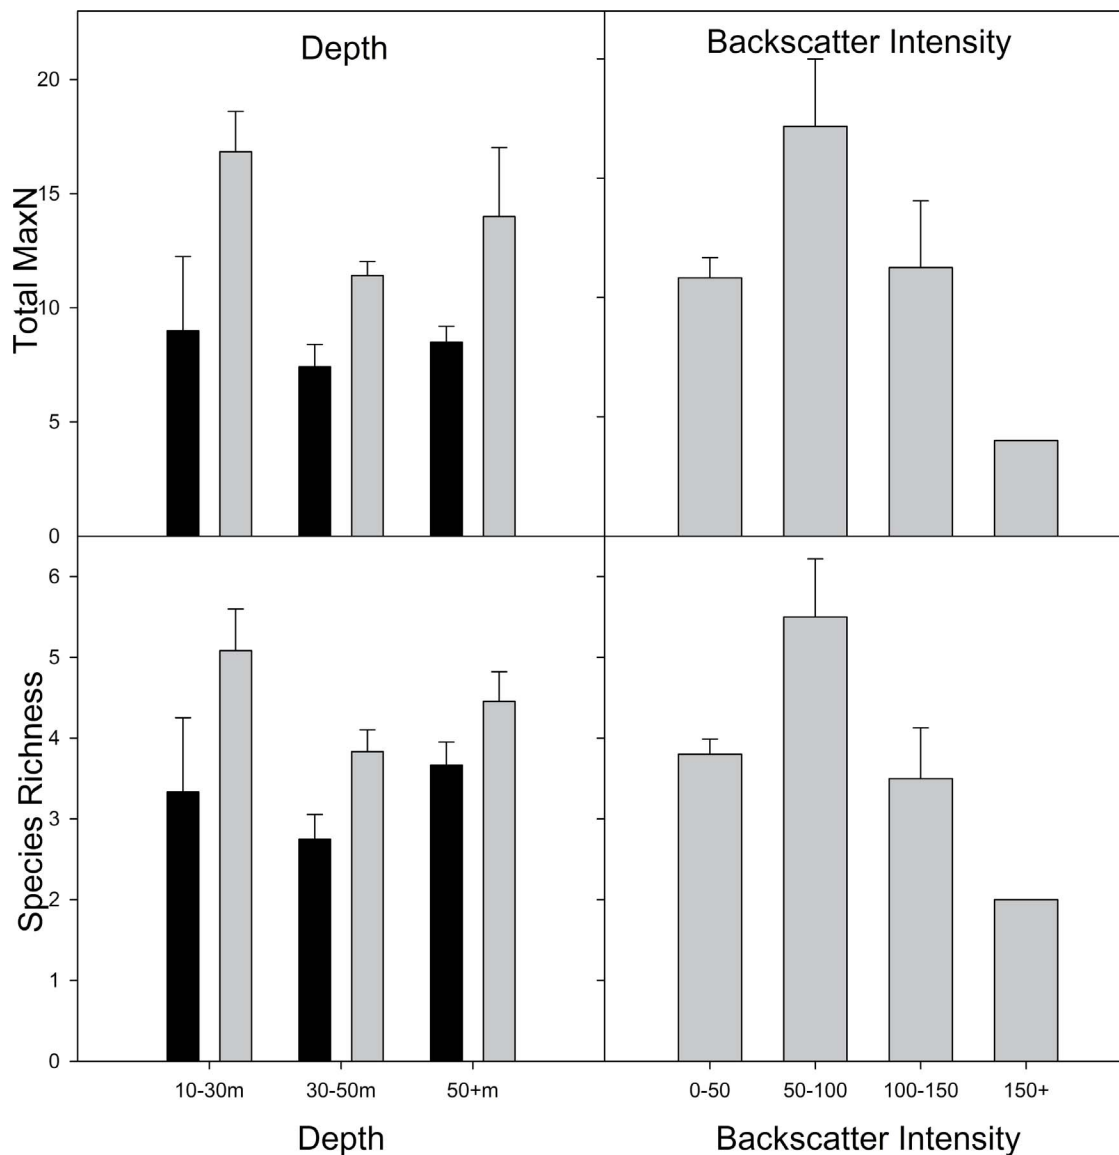 Depth
Backscatter Intensity
Total MaxN
20
15
10
5
0
Species Richness
6
5
4
3
2
1
0
10-30m 30-50m 50+m
0-50 50-100 100-150 150+
Depth
Backscatter Intensity